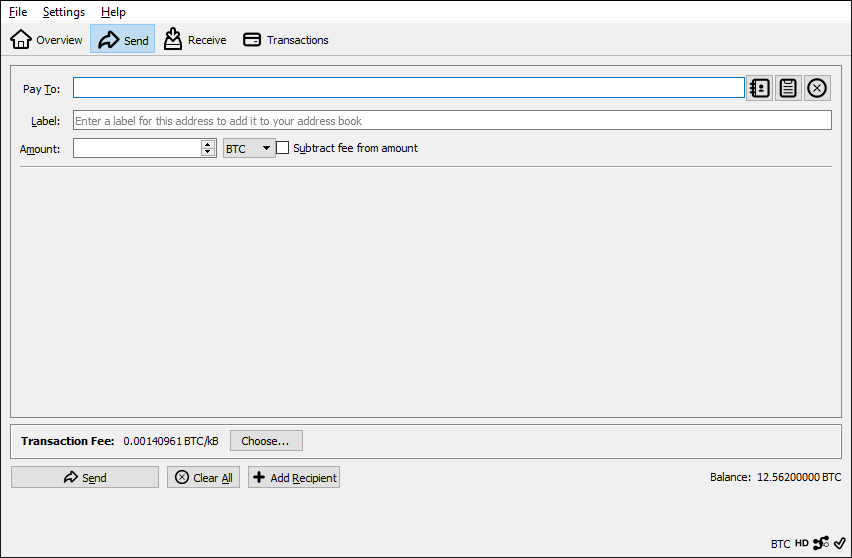 File Settings Help
Overview Send Receive Transactions
Pay To:
Label: Enter a label for this address to add it to your address book
Amount: BTC Subtract fee from amount
Transaction Fee: 0.00140961 BTC/kB Choose...
Send Clear All Add Recipient Balance: 12.56200000 BTC
BTC HD